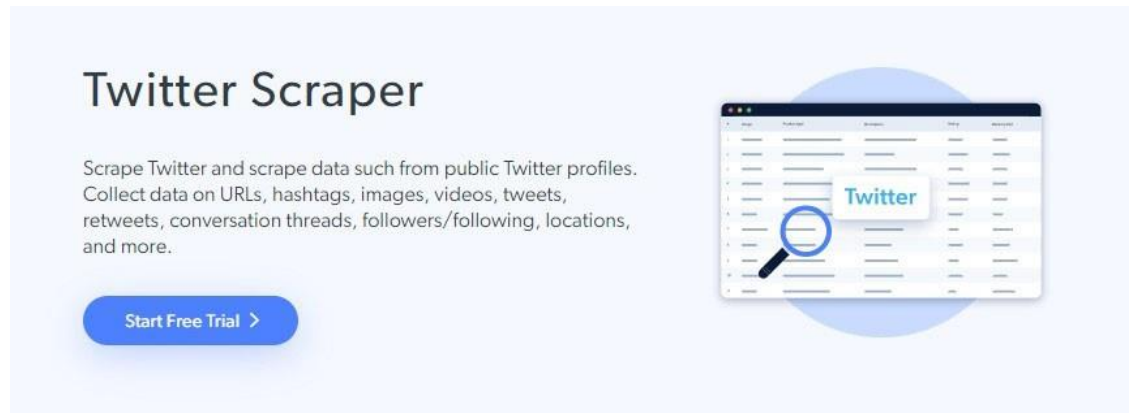 Twitter Scraper
Scrape Twitter and scrape data such from public Twitter profiles.
Collect data on URLs, hashtags, images, videos, tweets,
retweets, conversation threads, followers/following, locations,
and more.
Start Free Trial
Twitter